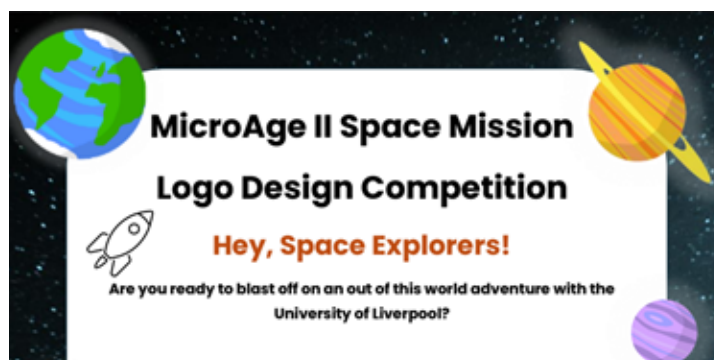 MicroAge II Space Mission
Logo Design Competition
Hey, Space Explorers!
Are you ready to blast off on an out of this world adventure with the
University of Liverpool?